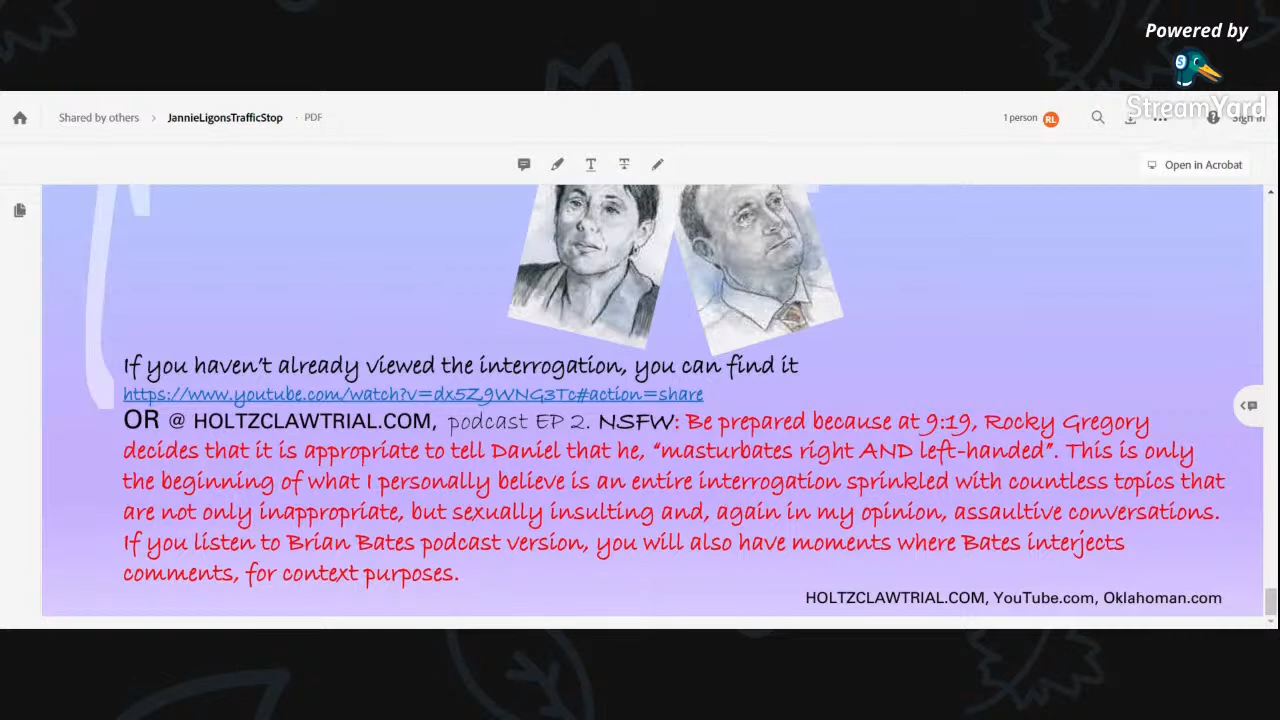 Powered by
StreamYard
Shared by others > JannieLigonsTrafficStop · PDF
1 person RL
Sign in
Open in Acrobat
If you haven't already viewed the interrogation, you can find it
https://www.youtube.com/watch?v=dx5Z9WNG3Tc#action=share
OR @ HOLTZCLAWTRIAL.COM, podcast EP 2. NSFW: Be prepared because at 9:19, Rocky Gregory
decides that it is appropriate to tell Daniel that he, “masturbates right AND left-handed”. This is only
the beginning of what I personally believe is an entire interrogation sprinkled with countless topics that
are not only inappropriate, but sexually insulting and, again in my opinion, assaultive conversations.
If you listen to Brian Bates podcast version, you will also have moments where Bates interjects
comments, for context purposes.
HOLTZCLAWTRIAL.COM, YouTube.com, Oklahoman.com